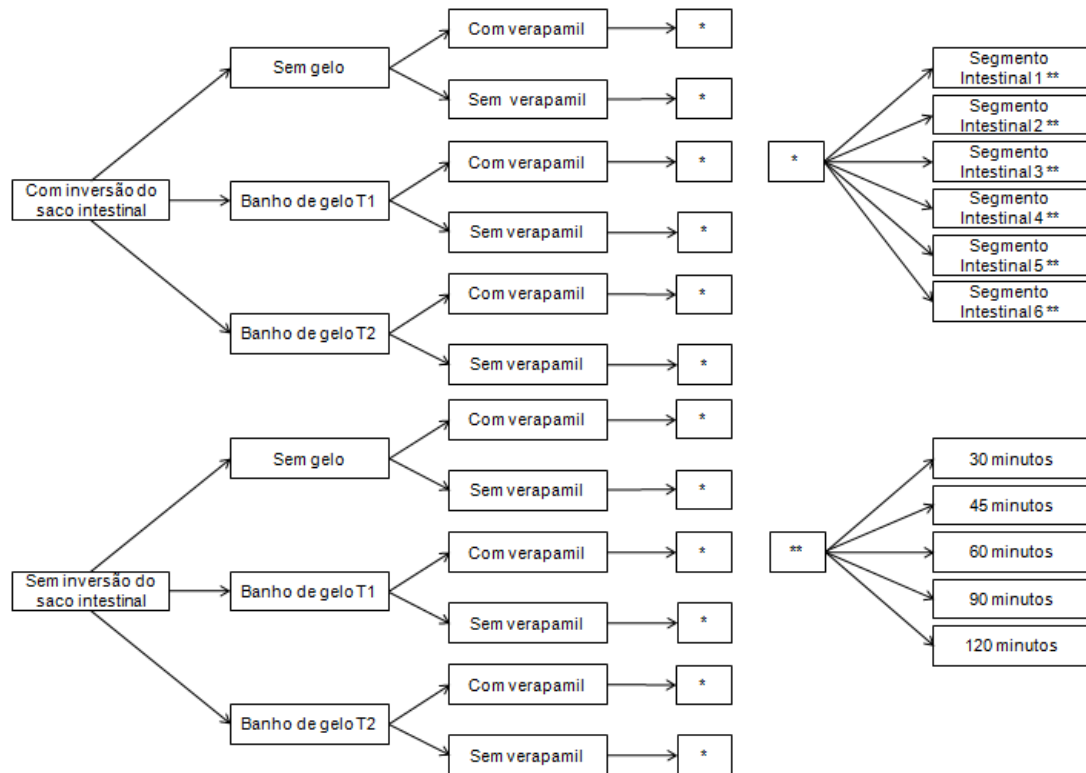 Com inversão do
saco intestinal
Sem gelo
Banho de gelo T1
Banho de gelo T2
Com verapamil
*
Sem verapamil
*
Com verapamil
*
Sem verapamil
*
Com verapamil
*
Sem verapamil
*
Sem inversão do
saco intestinal
Sem gelo
Banho de gelo T1
Banho de gelo T2
Com verapamil
*
Sem verapamil
*
Com verapamil
*
Sem verapamil
*
Com verapamil
*
Sem verapamil
*
*
Segmento
Intestinal 1 **
Segmento
Intestinal 2 **
Segmento
Intestinal 3 **
Segmento
Intestinal 4 **
Segmento
Intestinal 5 **
Segmento
Intestinal 6 **
**
30 minutos
45 minutos
60 minutos
90 minutos
120 minutos